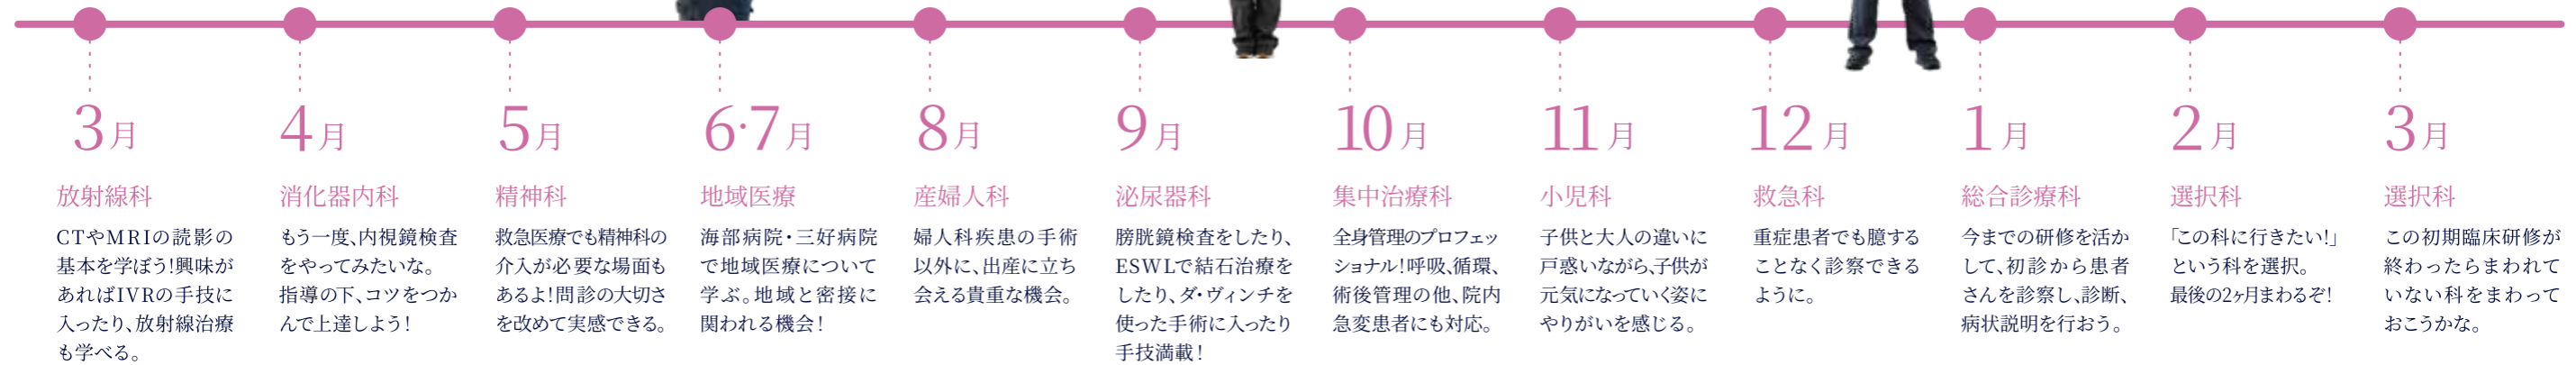 3月
放射線科
CTやMRIの読影の
基本を学ぼう!興味が
あればIVRの手技に
入ったり、放射線治療
も学べる。
4月
消化器内科
もう一度、内視鏡検査
をやってみたいな。
指導の下、コツをつか
んで上達しよう!
5月
精神科
救急医療でも精神科の
介入が必要な場面も
あるよ!問診の大切さ
を改めて実感できる。
6·7月
地域医療
海部病院・三好病院
で地域医療について
学ぶ。地域と密接に
関われる機会!
8月
産婦人科
婦人科疾患の手術
以外に、出産に立ち
会える貴重な機会。
9月
泌尿器科
膀胱鏡検査をしたり、
ESWLで結石治療を
したり、ダ・ヴィンチを
使った手術に入ったり
手技満載!
10月
集中治療科
全身管理のプロフェッ
ショナル!呼吸、循環、
術後管理の他、院内
急変患者にも対応。
11月
小児科
子供と大人の違いに
戸惑いながら、子供が
元気になっていく姿に
やりがいを感じる。
12月
救急科
重症患者でも臆する
ことなく診察できる
ように。
1月
総合診療科
今までの研修を活か
して、初診から患者
さんを診察し、診断、
病状説明を行おう。
2月
選択科
「この科に行きたい!」
という科を選択。
最後の2ヶ月まわるぞ!
3月
選択科
この初期臨床研修が
終わったらまわれて
いない科をまわって
おこうかな。